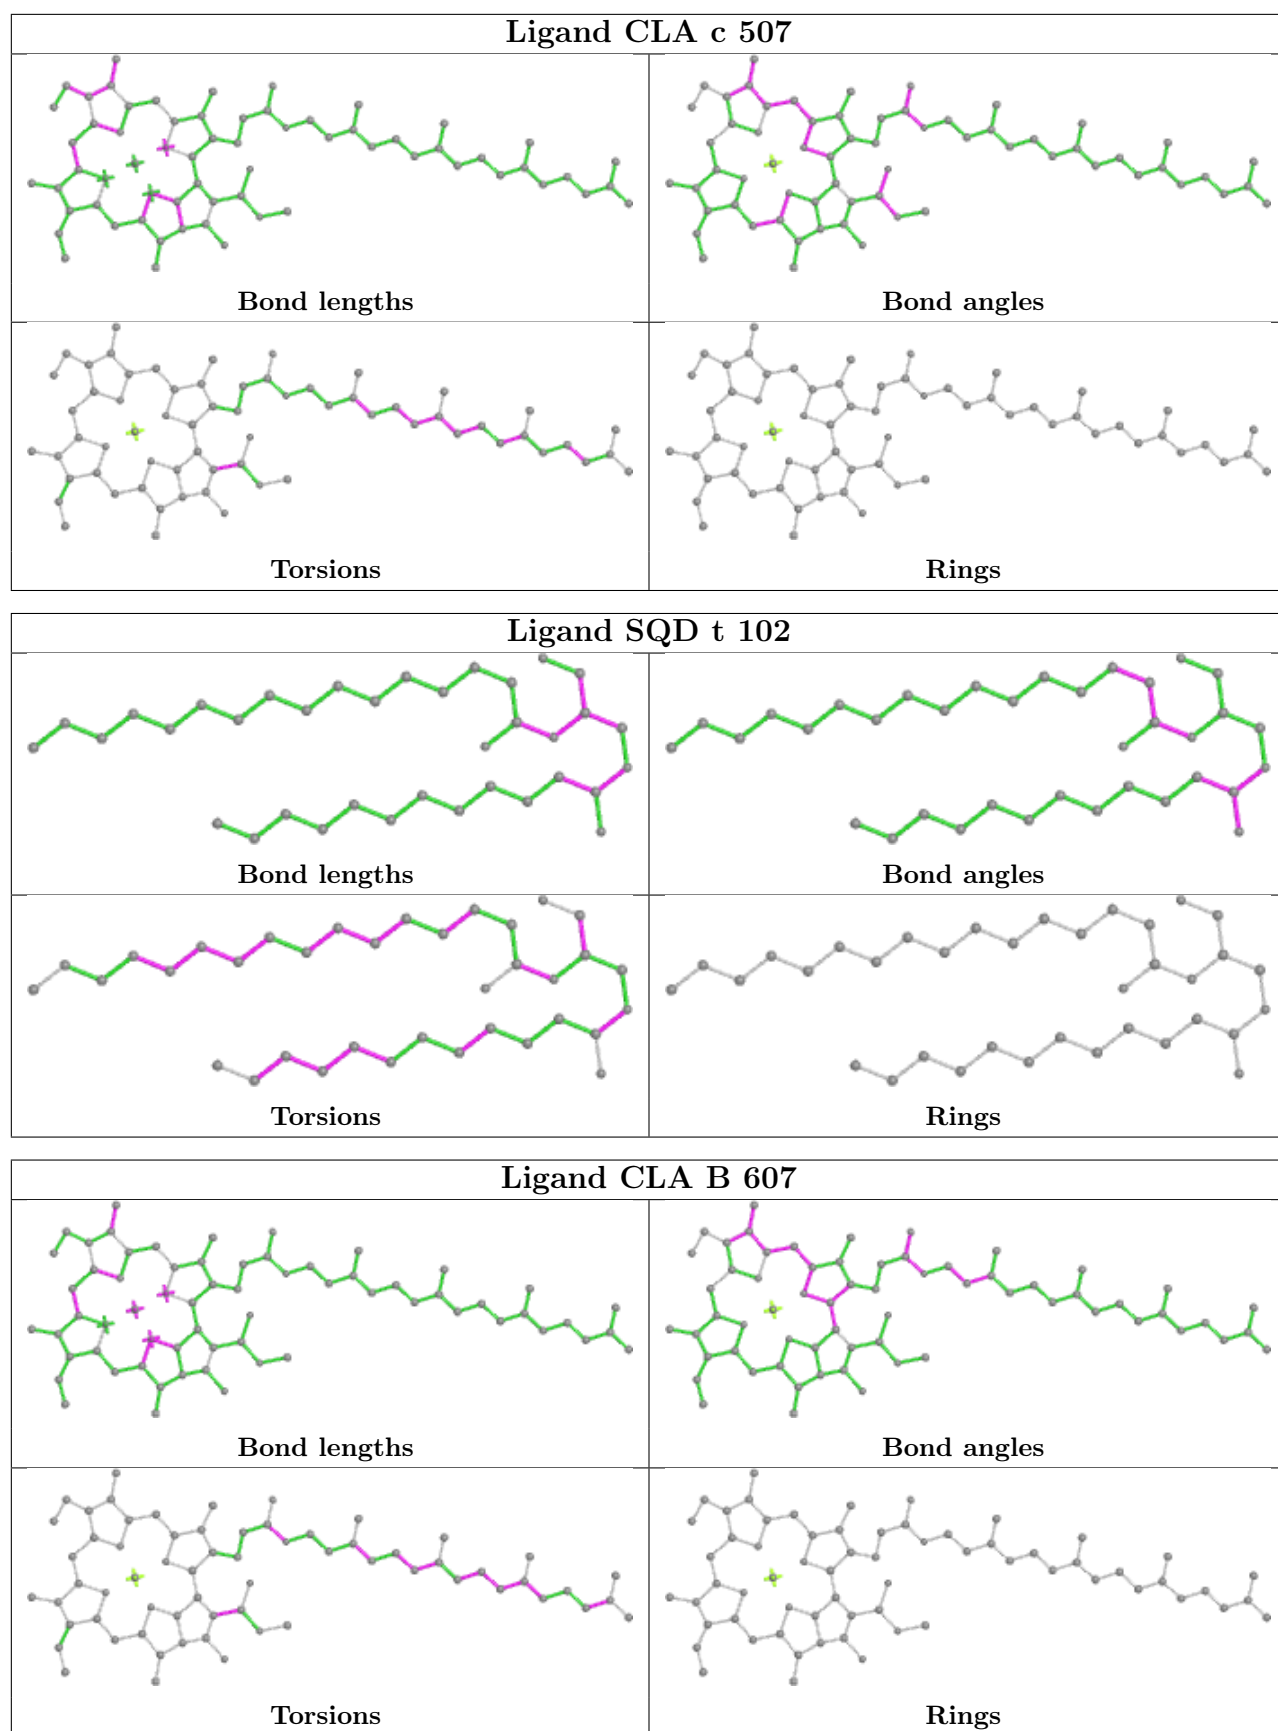 Ligand CLA c 507
Bond lengths
Bond angles
Torsions
Rings
Ligand SQD t 102
Bond lengths
Bond angles
Torsions
Rings
Ligand CLA B 607
Bond lengths
Bond angles
Torsions
Rings